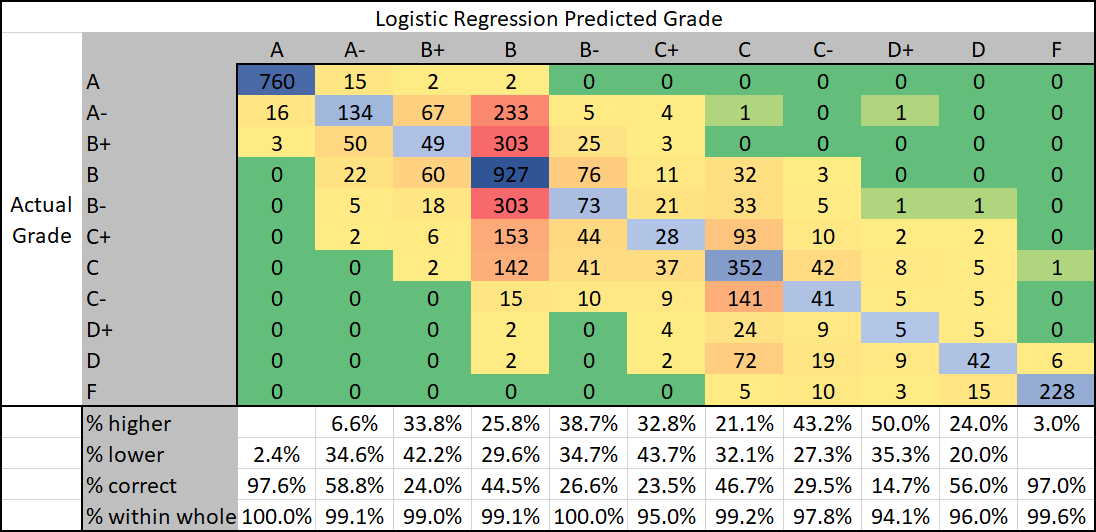 Logistic Regression Predicted Grade
A A- B+ B B- C+ C C- D+ D F
A 760 15 2 2 0 0 0 0 0 0 0
A- 16 134 67 233 5 4 1 0 1 0 0
B+ 3 50 49 303 25 3 0 0 0 0 0
B 0 22 60 927 76 11 32 3 0 0 0
Actual B- 0 5 18 303 73 21 33 5 1 1 0
Grade C+ 0 2 6 153 44 28 93 10 2 2 0
C 0 0 2 142 41 37 352 42 8 5 1
C- 0 0 0 15 10 9 141 41 5 5 0
D+ 0 0 0 2 0 4 24 9 5 5 0
D 0 0 0 2 0 2 72 19 9 42 6
F 0 0 0 0 0 0 5 10 3 15 228
% higher 6.6% 33.8% 25.8% 38.7% 32.8% 21.1% 43.2% 50.0% 24.0% 3.0%
% lower 2.4% 34.6% 42.2% 29.6% 34.7% 43.7% 32.1% 27.3% 35.3% 20.0%
% correct 97.6% 58.8% 24.0% 44.5% 26.6% 23.5% 46.7% 29.5% 14.7% 56.0% 97.0%
% within whole 100.0% 99.1% 99.0% 99.1% 100.0% 95.0% 99.2% 97.8% 94.1% 96.0% 99.6%